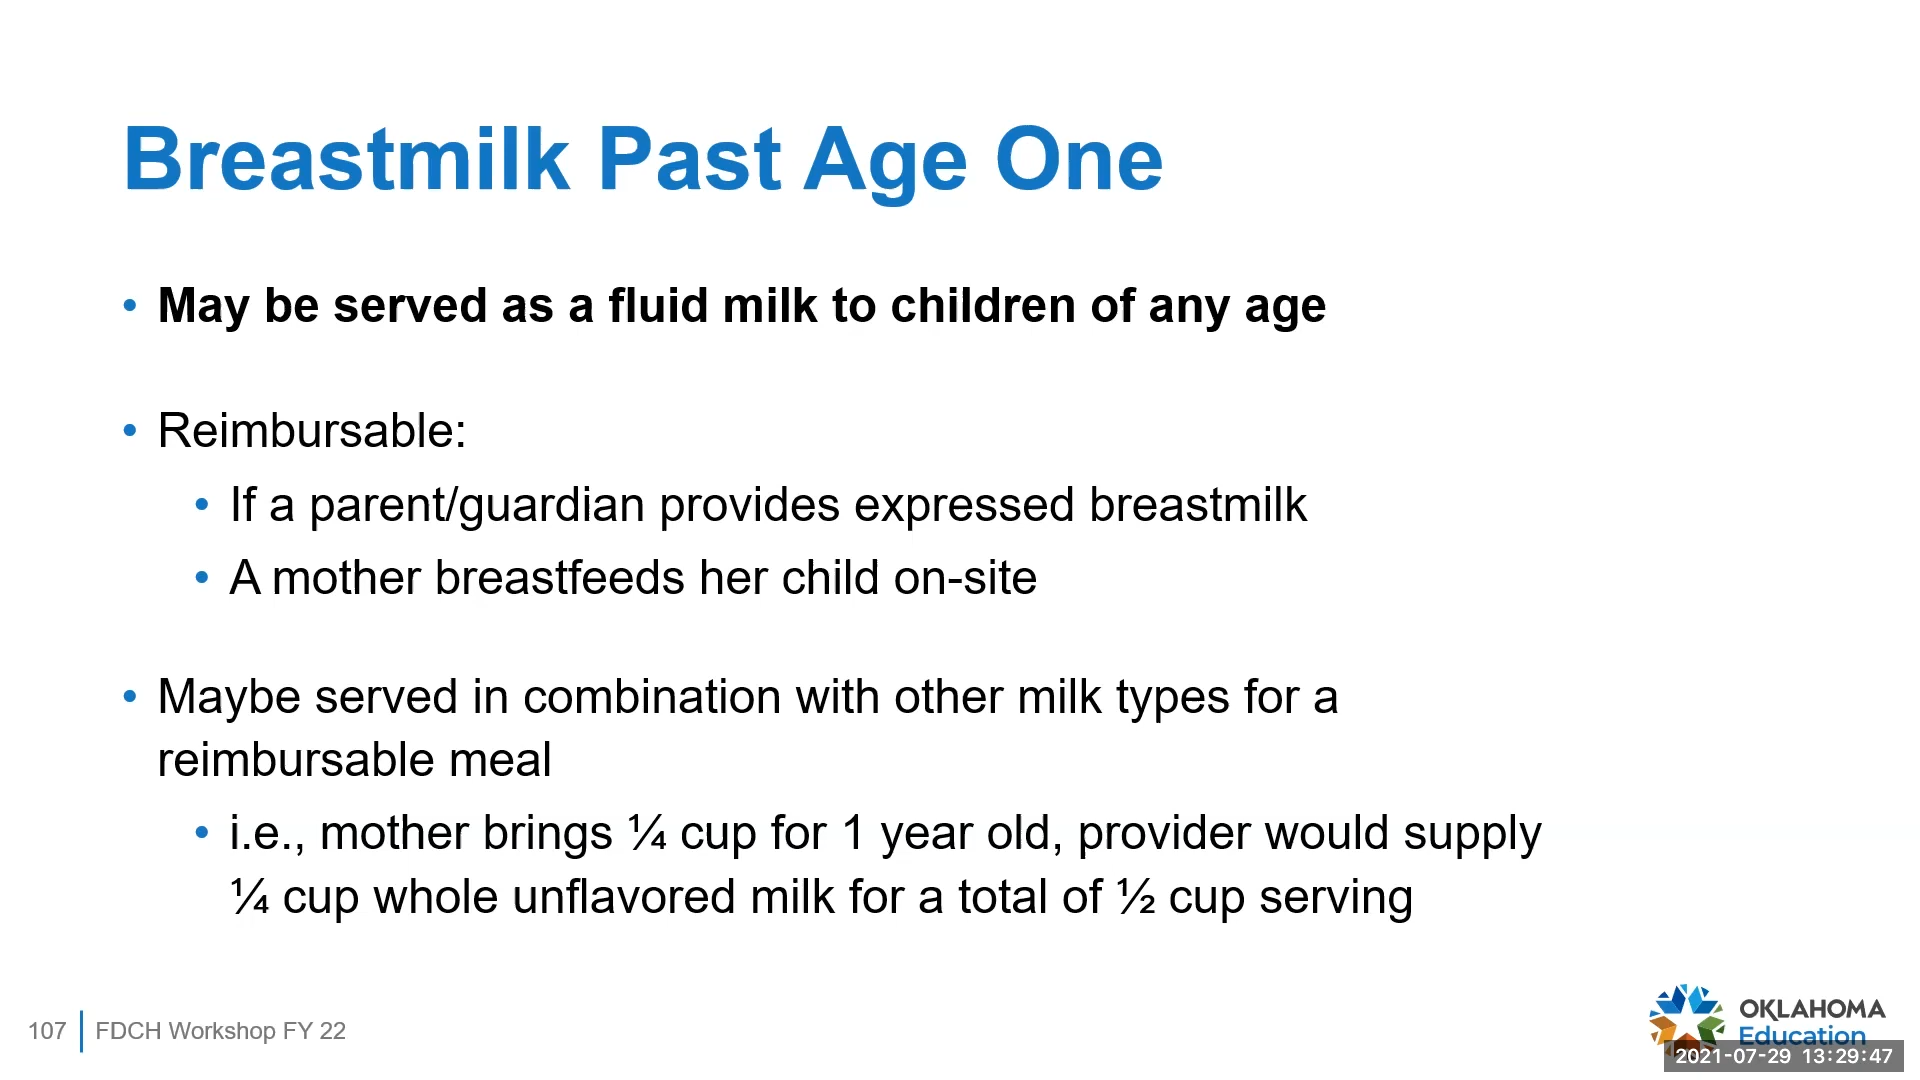 Breastmilk Past Age One
• May be served as a fluid milk to children of any age
• Reimbursable:
• If a parent/guardian provides expressed breastmilk
• A mother breastfeeds her child on-site
• Maybe served in combination with other milk types for a
reimbursable meal
• i.e., mother brings ¼ cup for 1 year old, provider would supply
¼ cup whole unflavored milk for a total of ½ cup serving
107 FDCH Workshop FY 22
OKLAHOMA
Education
2021-07-29 13:29:47